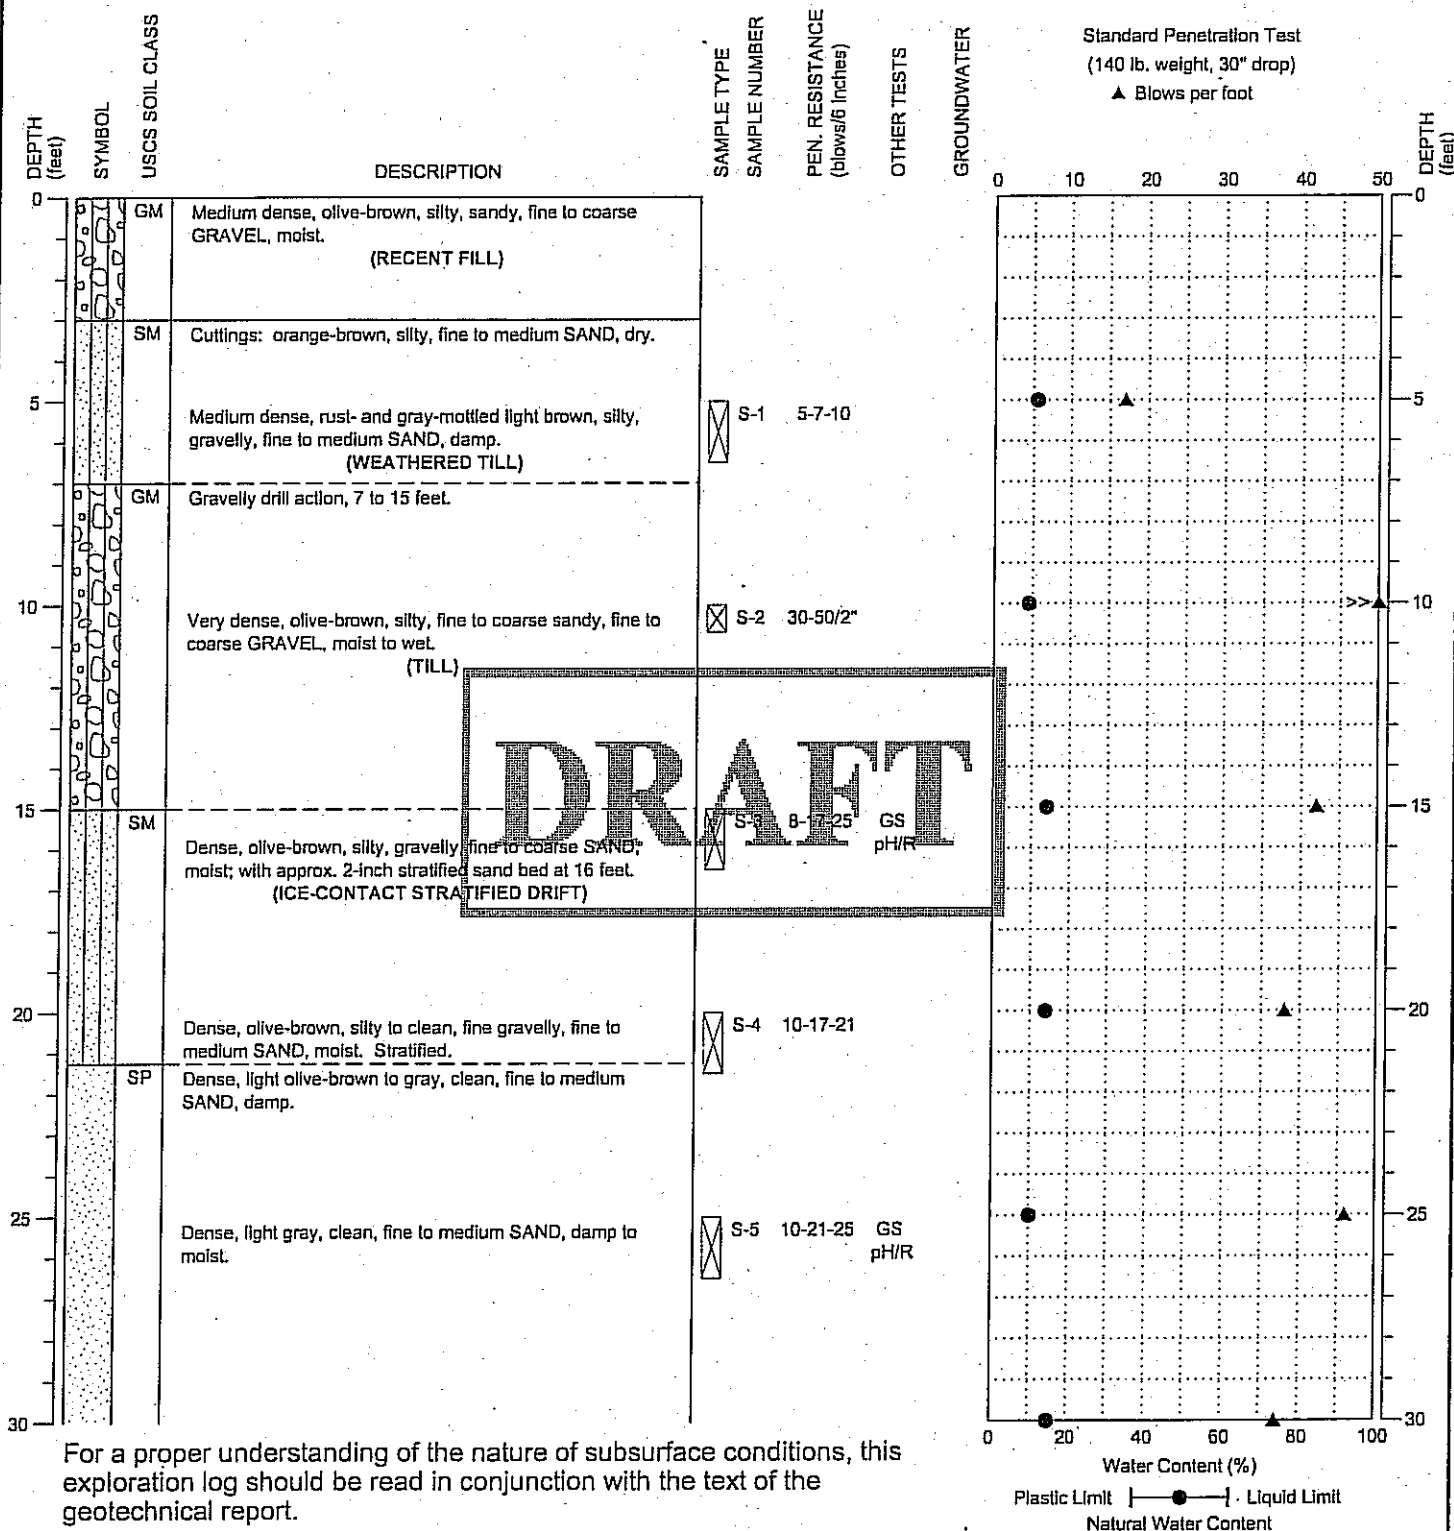 DEPTH
(feet)
SYMBOL
USCS SOIL CLASS
DESCRIPTION
SAMPLE TYPE
SAMPLE NUMBER
PEN. RESISTANCE
(blows/6 inches)
OTHER TESTS
GROUNDWATER
Standard Penetration Test
(140 lb. weight, 30" drop)
▲ Blows per foot
DEPTH
(feet)
0 10 20 30 40 50
0
GM Medium dense, olive-brown, silty, sandy, fine to coarse
GRAVEL, moist.
(RECENT FILL)
0
SM Cuttings: orange-brown, silty, fine to medium SAND, dry.
5
Medium dense, rust- and gray-mottled light brown, silty,
gravelly, fine to medium SAND, damp.
(WEATHERED TILL)
S-1 5-7-10
5
GM Gravelly drill action, 7 to 15 feet.
10
Very dense, olive-brown, silty, fine to coarse sandy, fine to
coarse GRAVEL, moist to wet.
(TILL)
S-2 30-50/2"
>>
10
DRAFT
15
SM
Dense, olive-brown, silty, gravelly, fine to coarse SAND,
moist; with approx. 2-inch stratified sand bed at 16 feet.
(ICE-CONTACT STRATIFIED DRIFT)
S-3 8-17-25 GS
pH/R
15
20
Dense, olive-brown, silty to clean, fine gravelly, fine to
medium SAND, moist. Stratified.
S-4 10-17-21
20
SP Dense, light olive-brown to gray, clean, fine to medium
SAND, damp.
25
Dense, light gray, clean, fine to medium SAND, damp to
moist.
S-5 10-21-25 GS
pH/R
25
30
30
0 20 40 60 80 100
Water Content (%)
Plastic Limit Liquid Limit
Natural Water Content
For a proper understanding of the nature of subsurface conditions, this
exploration log should be read in conjunction with the text of the
geotechnical report.